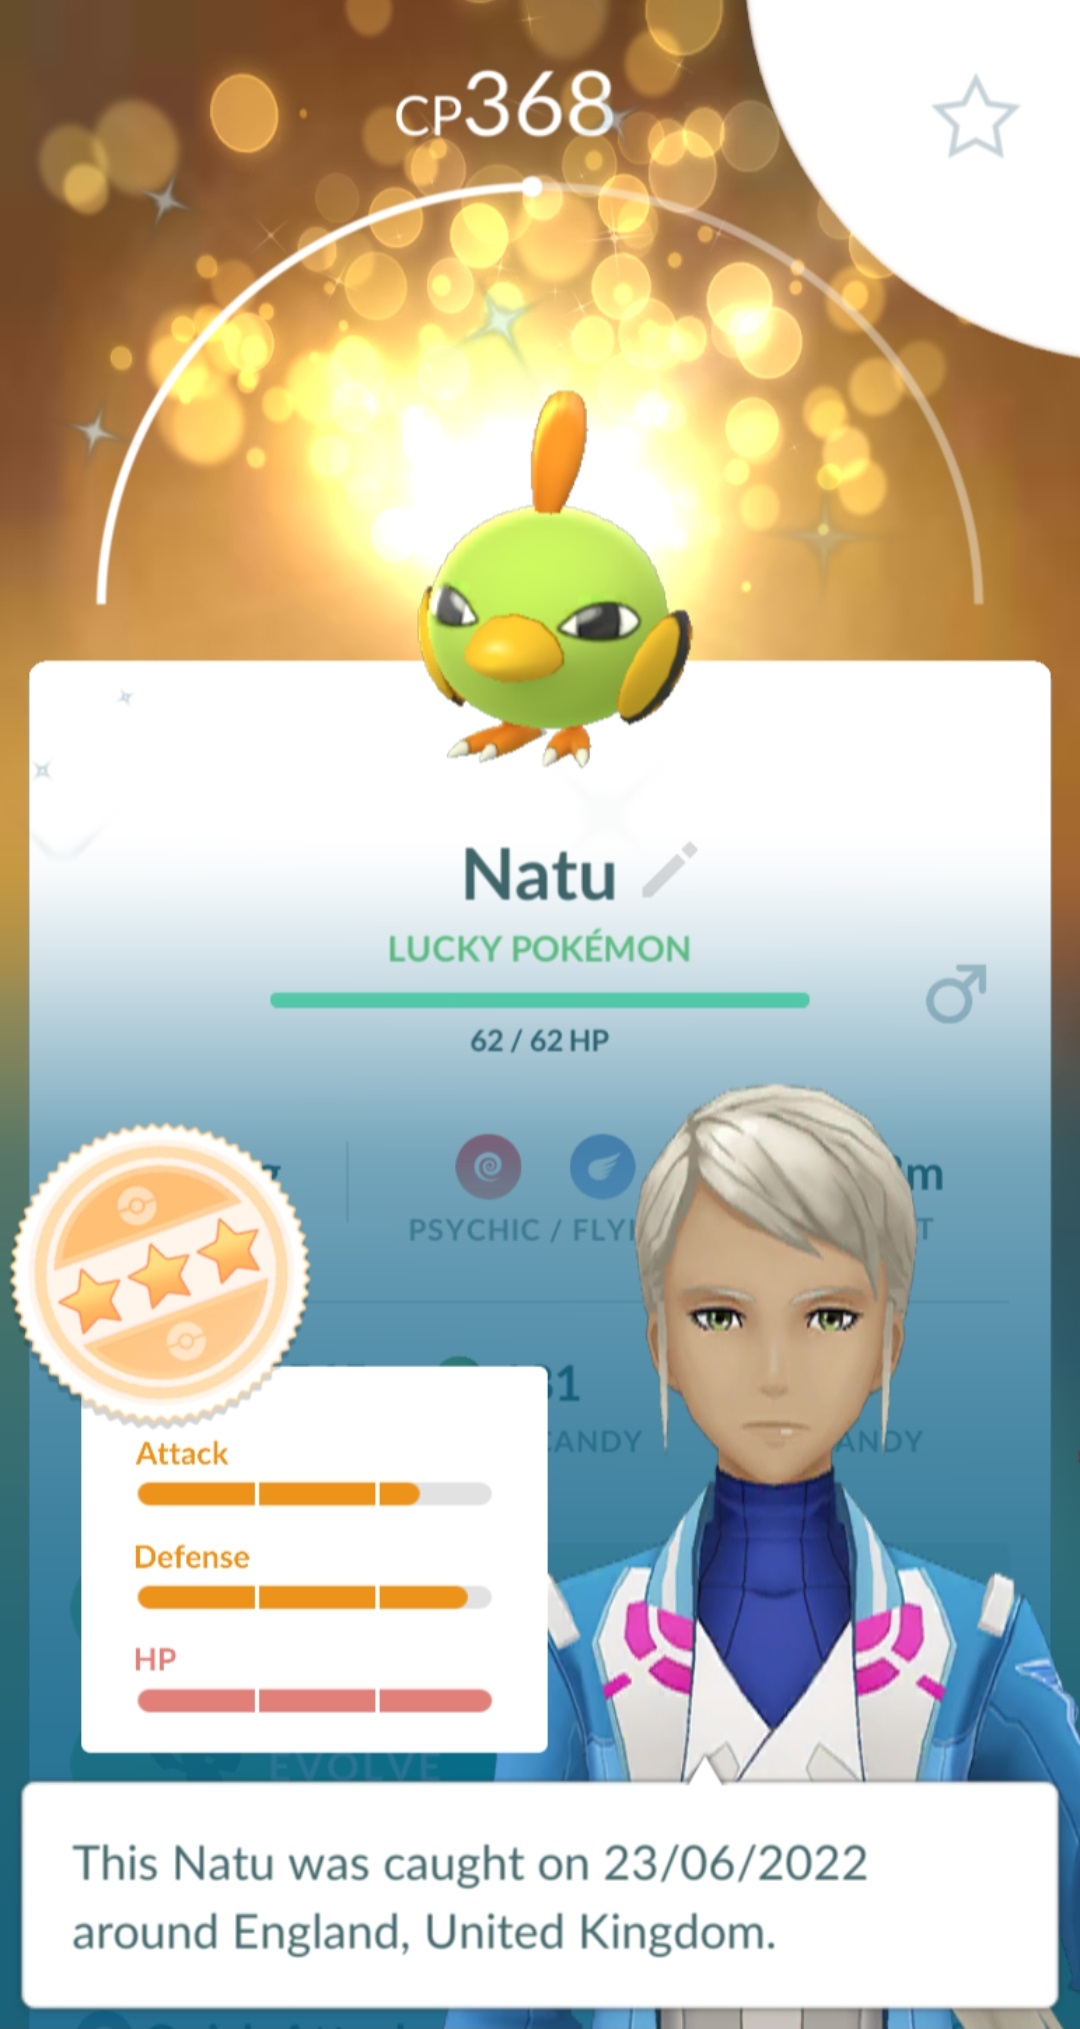 CP368
Natu
LUCKY POKÉMON
62 / 62 HP
PSYCHIC /
Attack
Defense
HP
EVOLVE
This Natu was caught on 23/06/2022
around England, United Kingdom.